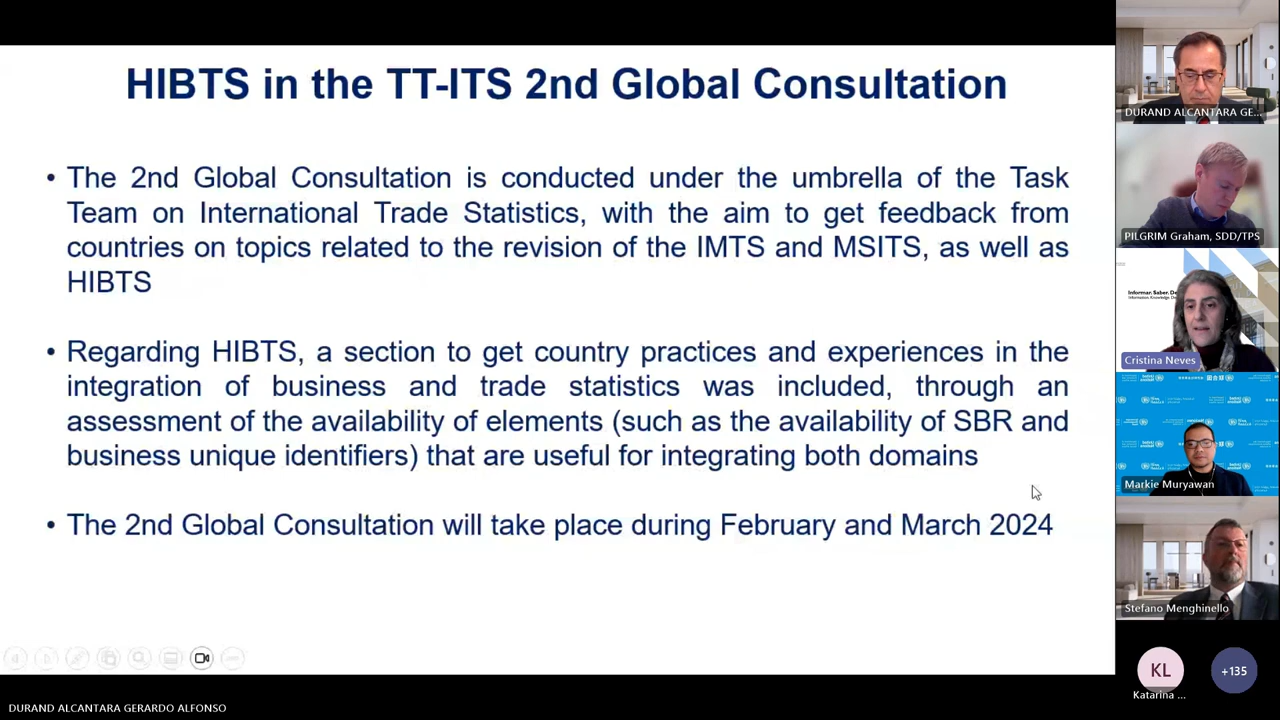 HIBTS in the TT-ITS 2nd Global Consultation
• The 2nd Global Consultation is conducted under the umbrella of the Task
Team on International Trade Statistics, with the aim to get feedback from
countries on topics related to the revision of the IMTS and MSITS, as well as
HIBTS
• Regarding HIBTS, a section to get country practices and experiences in the
integration of business and trade statistics was included, through an
assessment of the availability of elements (such as the availability of SBR and
business unique identifiers) that are useful for integrating both domains
• The 2nd Global Consultation will take place during February and March 2024
DURAND ALCANTARA GE...
PILGRIM Graham, SDD/TPS
Informar. Saber. De
Cristina Neves
Markie Muryawan
Stefano Menghinello
KL
+135
Katarina ...
DURAND ALCANTARA GERARDO ALFONSO